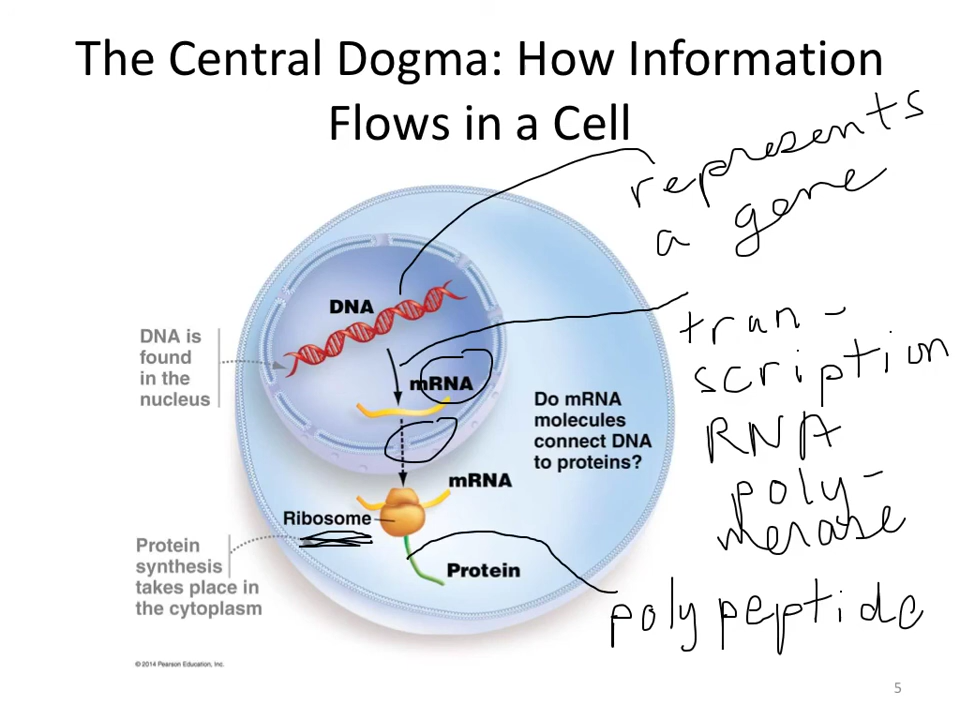 The Central Dogma: How Information
Flows in a Cell
represents
a gene
DNA
DNA is
found
in the
nucleus
tran-
scription
RNA
poly-
merase
mRNA
Do mRNA
molecules
connect DNA
to proteins?
mRNA
Ribosome
Protein
synthesis
takes place in
the cytoplasm
Protein
polypeptide
©2014 Pearson Education, Inc.
5